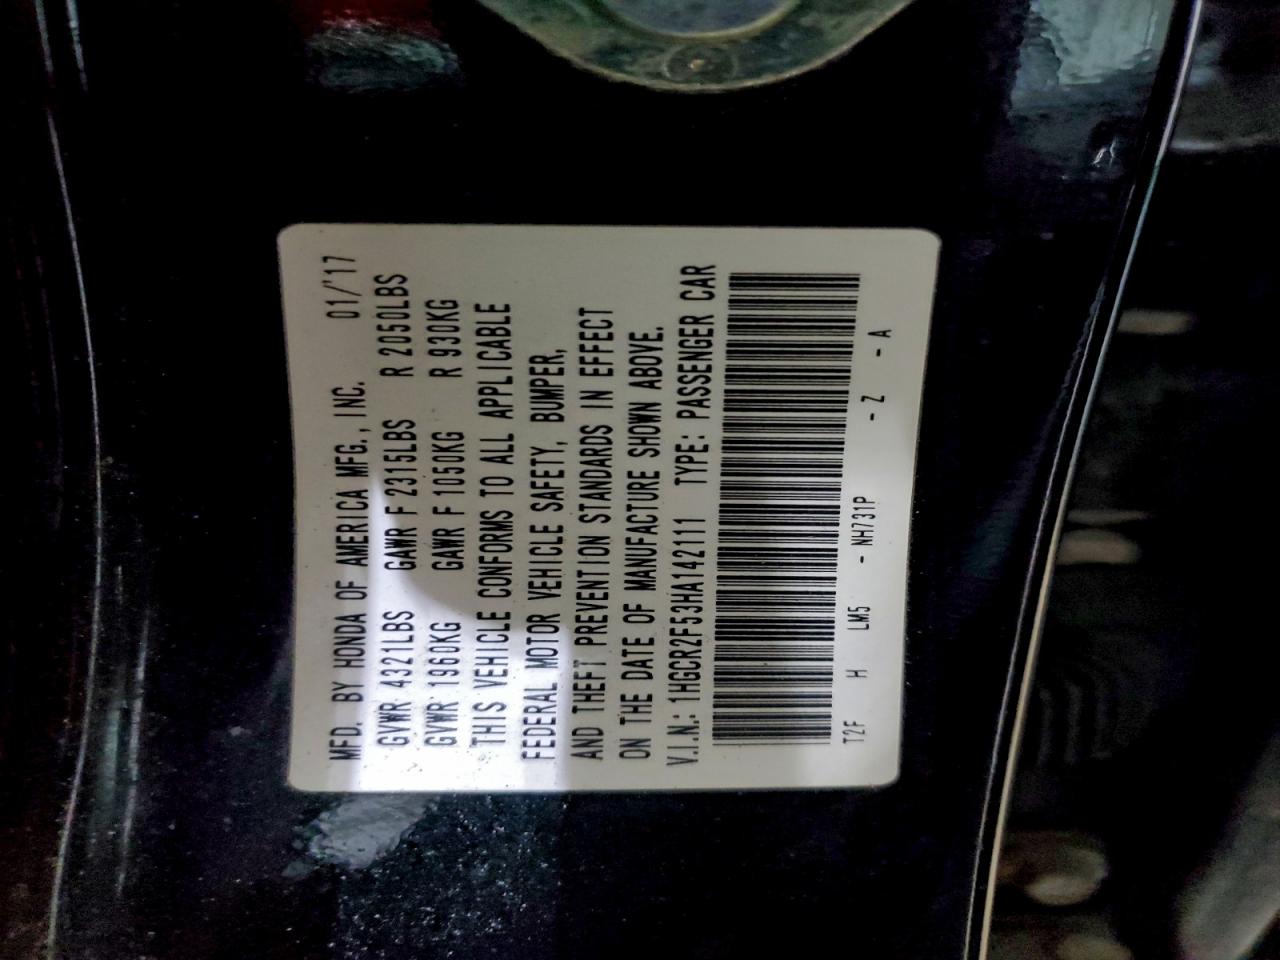 MFD. BY HONDA OF AMERICA MFG., INC. 01/'17
GVWR 4321LBS GAWR F 2315LBS R 2050LBS
GVWR 1960KG GAWR F 1050KG R 930KG
THIS VEHICLE CONFORMS TO ALL APPLICABLE
FEDERAL MOTOR VEHICLE SAFETY, BUMPER,
AND THEFT PREVENTION STANDARDS IN EFFECT
ON THE DATE OF MANUFACTURE SHOWN ABOVE.
V.I.N.: 1HGCR2F53HA142111 TYPE: PASSENGER CAR
T2F H LM5 - NH731P - Z - A